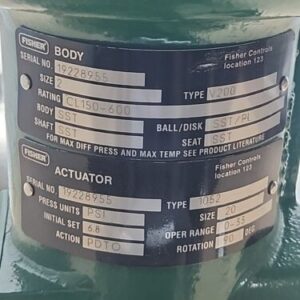 FISHER BODY Fisher Controls
location 123
SERIAL NO. 19228955
SIZE 2 TYPE V200
RATING CL150-600
BODY SST BALL/DISK SST/PL
SHAFT SST SEAT SST
FOR MAX DIFF PRESS AND MAX TEMP SEE PRODUCT LITERATURE
FISHER ACTUATOR Fisher Controls
location 123
SERIAL NO 19228955
PRESS UNITS PSI TYPE 1052
INITIAL SET 6.8 SIZE 20
ACTION PDTO OPER RANGE 0-33
ROTATION 90 DEG